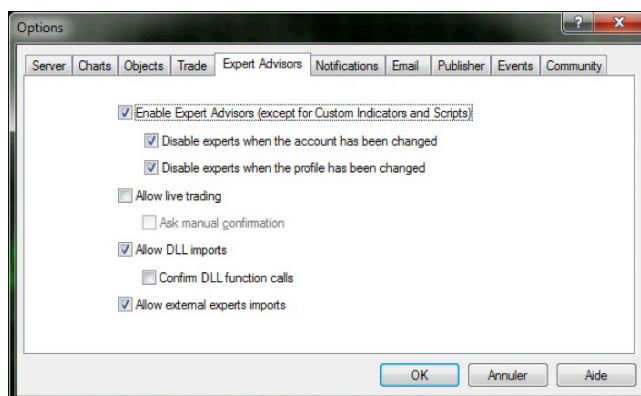 Options
Server Charts Objects Trade Expert Advisors Notifications Email Publisher Events Community
Enable Expert Advisors (except for Custom Indicators and Scripts)
Disable experts when the account has been changed
Disable experts when the profile has been changed
Allow live trading
Ask manual confirmation
Allow DLL imports
Confirm DLL function calls
Allow external experts imports
OK Annuler Aide